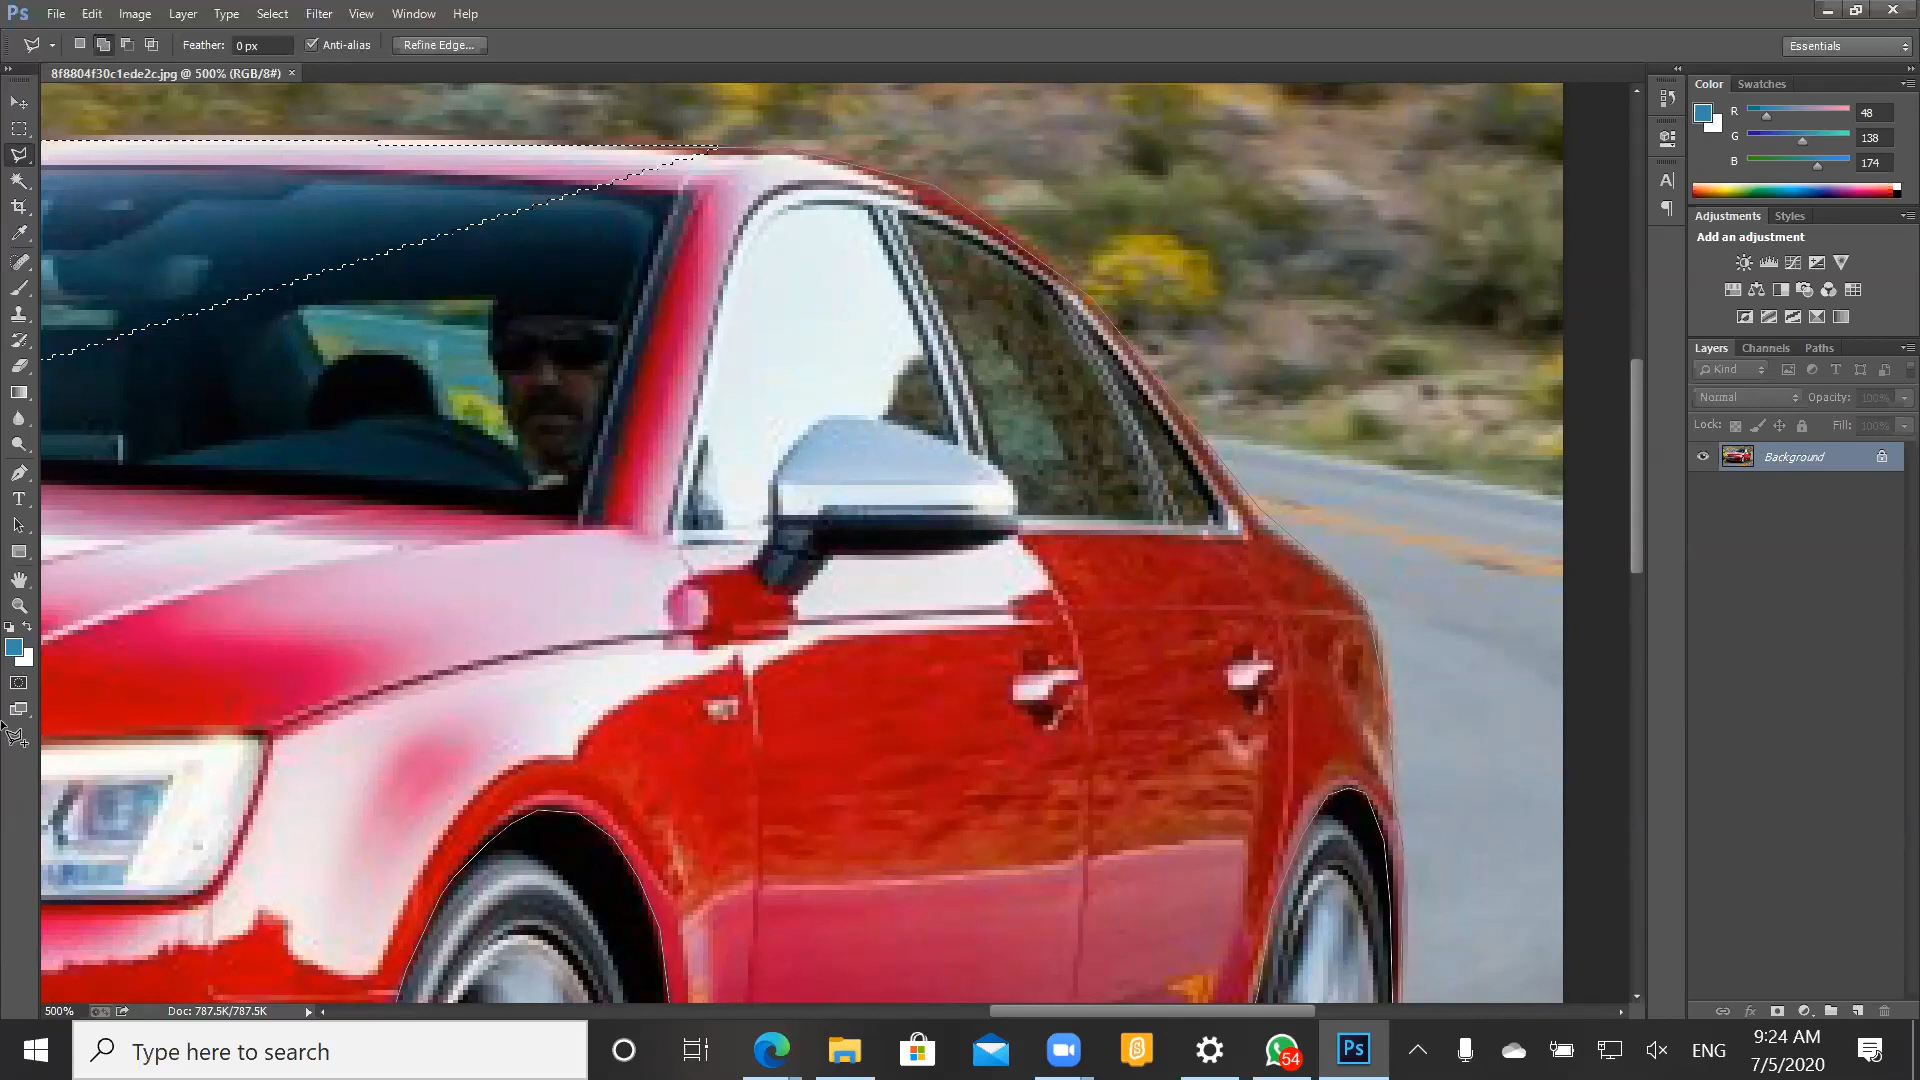 Ps File Edit Image Layer Type Select Filter View Window Help
Feather: 0 px Anti-alias Refine Edge... Essentials
8f8804f30c1ede2c.jpg @ 500% (RGB/8#) ×
Color Swatches
R 48
G 138
B 174
Adjustments Styles
Add an adjustment
Layers Channels Paths
Kind
Normal Opacity: 100%
Lock: Fill: 100%
Background
500% Doc: 787.5K/787.5K
Type here to search
54
Ps
ENG
9:24 AM
7/5/2020